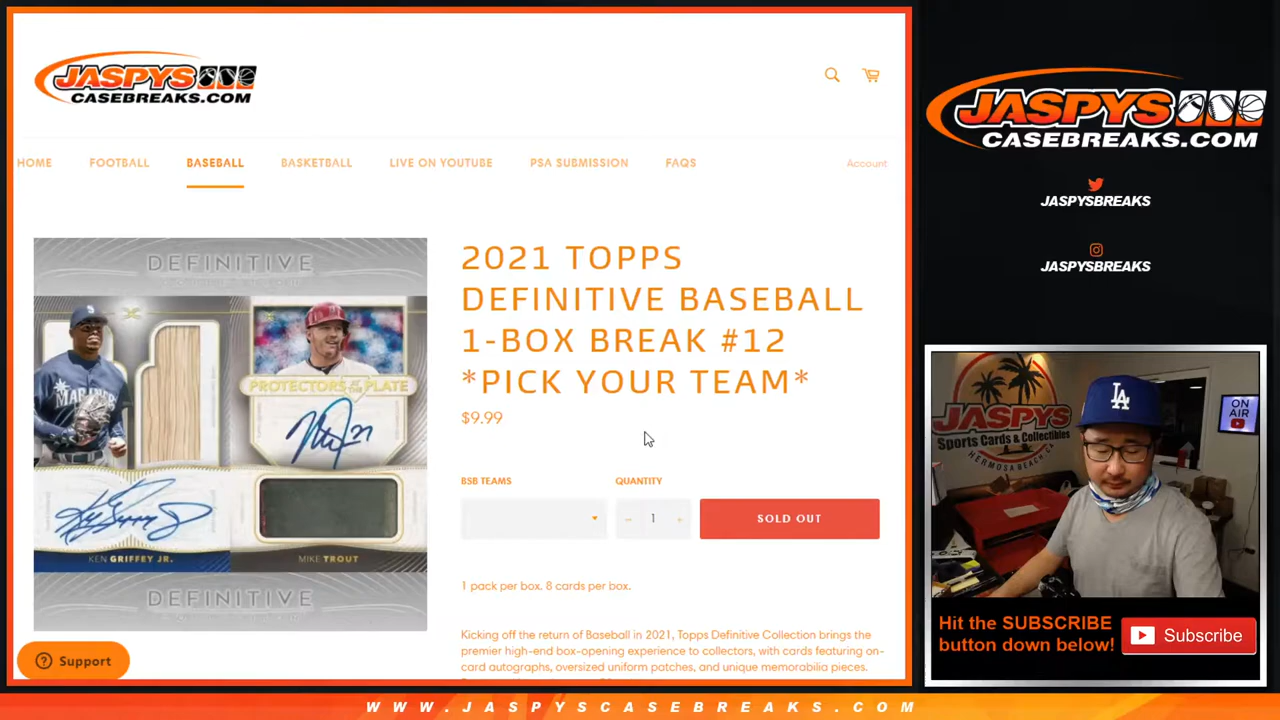 JASPYS
CASEBREAKS.COM
HOME
FOOTBALL
BASEBALL
BASKETBALL
LIVE ON YOUTUBE
PSA SUBMISSION
FAQS
Account
DEFINITIVE
MARINERS
PROTECTORS OF THE PLATE
KEN GRIFFEY JR.
MIKE TROUT
DEFINITIVE
2021 TOPPS
DEFINITIVE BASEBALL
1-BOX BREAK #12
*PICK YOUR TEAM*
$9.99
BSB TEAMS
QUANTITY
1
SOLD OUT
1 pack per box. 8 cards per box.
Kicking off the return of Baseball in 2021, Topps Definitive Collection brings the
premier high-end box-opening experience to collectors, with cards featuring on-
card autographs, oversized uniform patches, and unique memorabilia pieces.
Support
JASPYS
CASEBREAKS.COM
JASPYSBREAKS
JASPYSBREAKS
JASPYS
Sports Cards & Collectibles
HERMOSA BEACH, CA
LA
ON
AIR
Hit the SUBSCRIBE
button down below!
Subscribe
WWW.JASPYSCASEBREAKS.COM